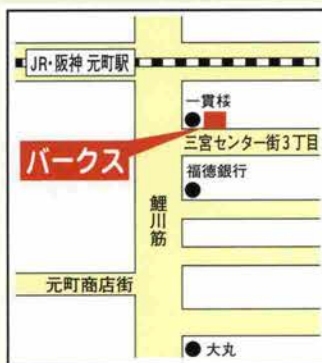 JR・阪神 元町駅
一貫樓
バークス
三宮センター街3丁目
福徳銀行
鯉川筋
元町商店街
大丸